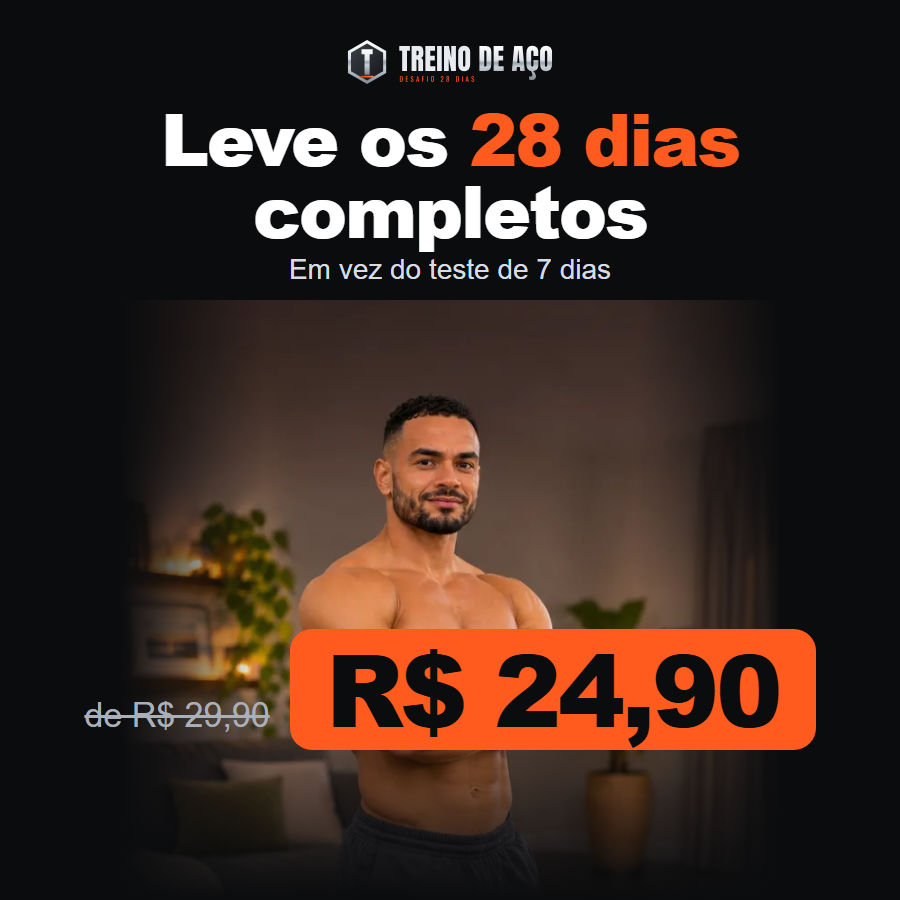 TREINO DE AÇO
DESAFIO 28 DIAS
Leve os 28 dias
completos
Em vez do teste de 7 dias
de R$ 29,90
R$ 24,90